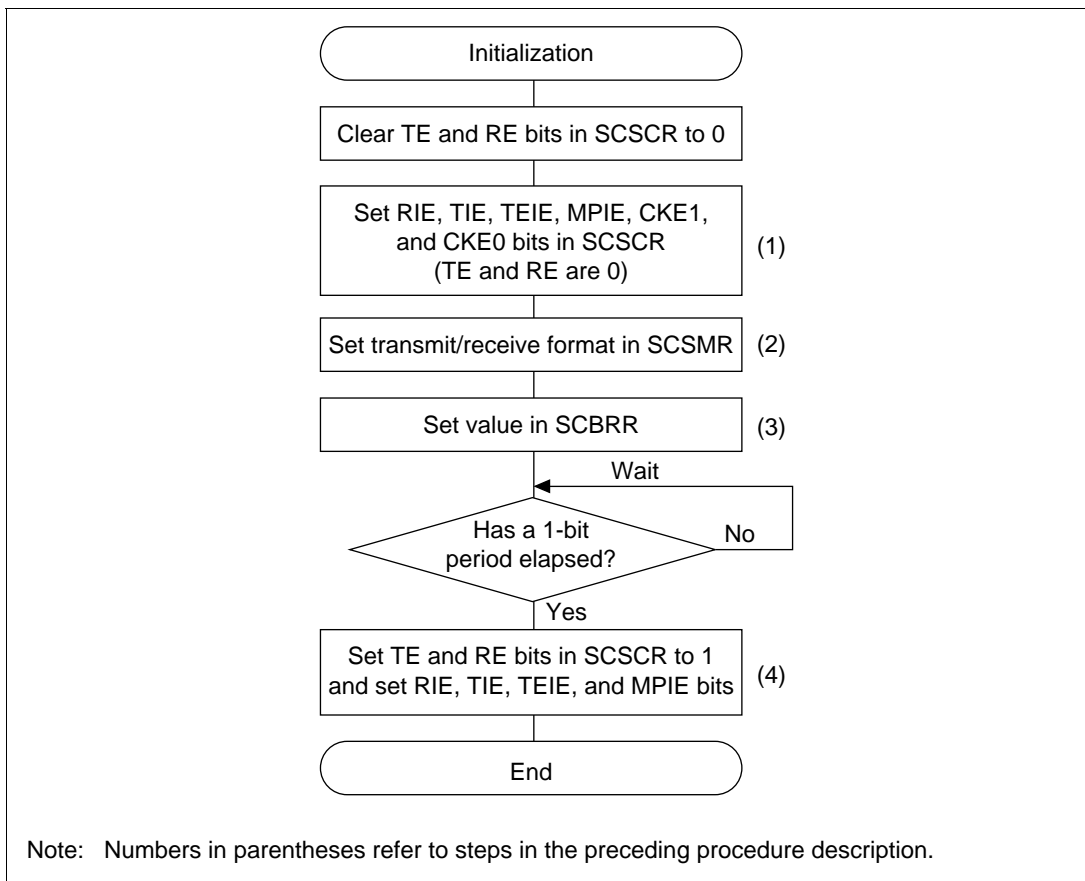 Initialization
Clear TE and RE bits in SCSCR to 0
Set RIE, TIE, TEIE, MPIE, CKE1,
and CKE0 bits in SCSCR
(TE and RE are 0)
(1)
Set transmit/receive format in SCSMR
(2)
Set value in SCBRR
(3)
Wait
Has a 1-bit
period elapsed?
No
Yes
Set TE and RE bits in SCSCR to 1
and set RIE, TIE, TEIE, and MPIE bits
(4)
End
Note: Numbers in parentheses refer to steps in the preceding procedure description.